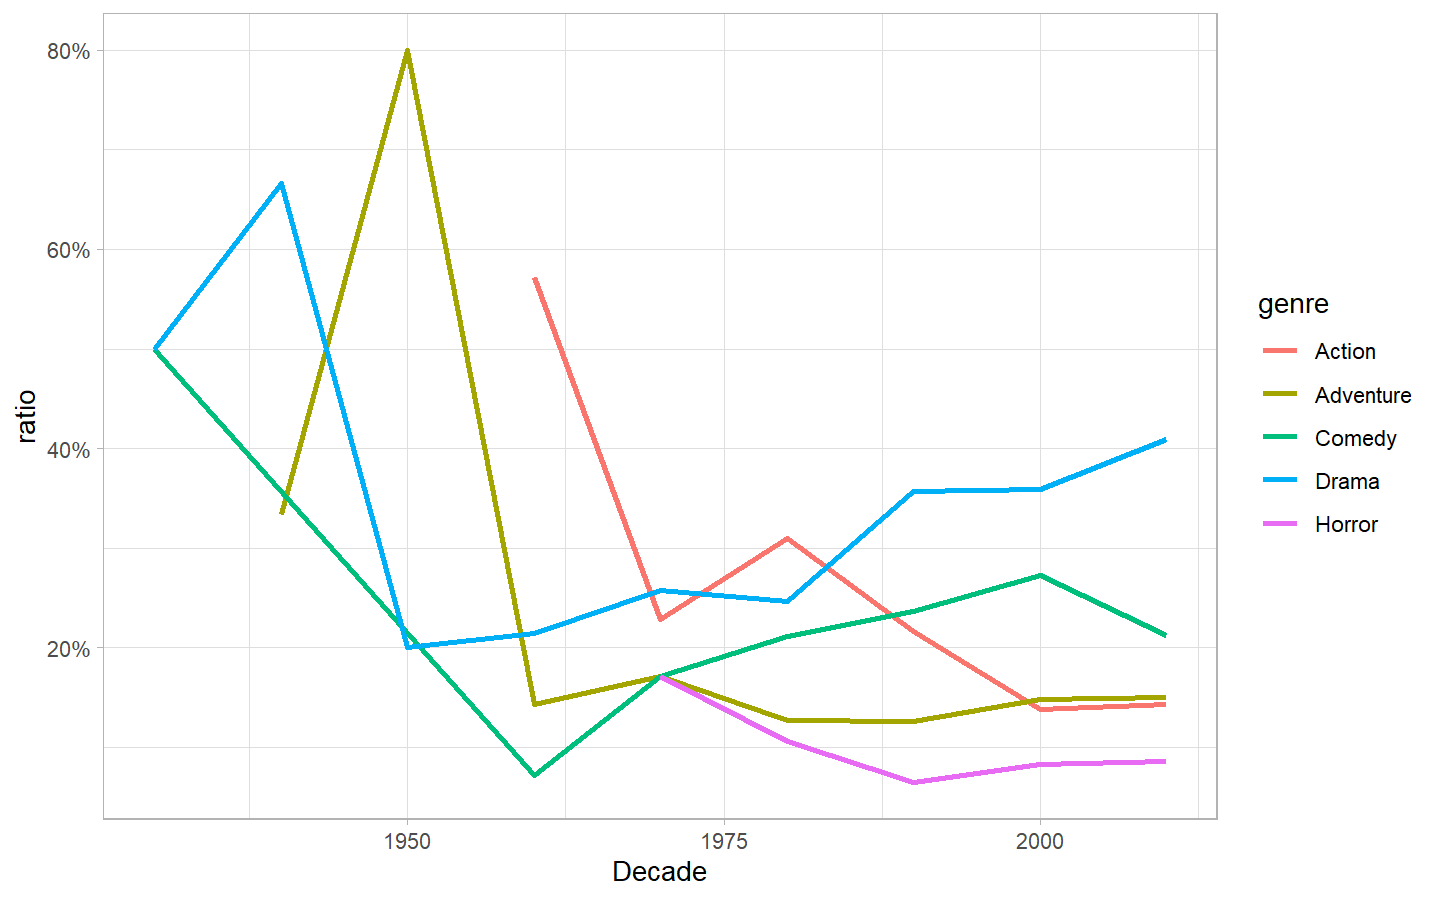 80%
60%
40%
20%
ratio
1950
1975
2000
Decade
genre
Action
Adventure
Comedy
Drama
Horror